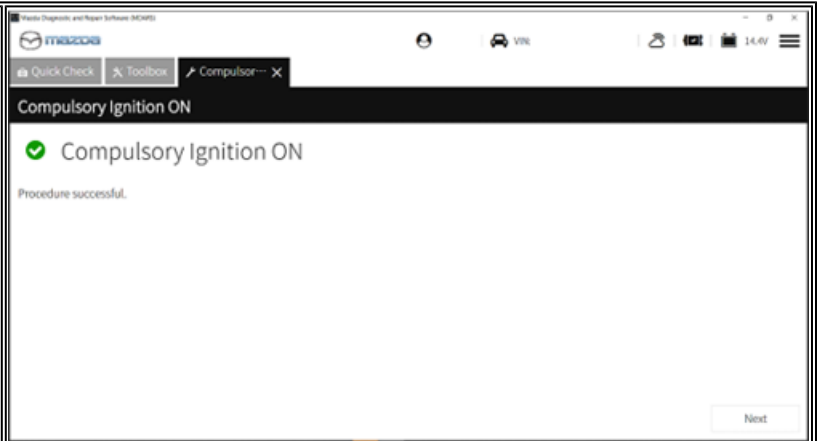 Mazda Diagnostic and Repair Software (MDARS)
mazda
VIN:
14.4V
Quick Check
Toolbox
Compulsor···
Compulsory Ignition ON
Compulsory Ignition ON
Procedure successful.
Next